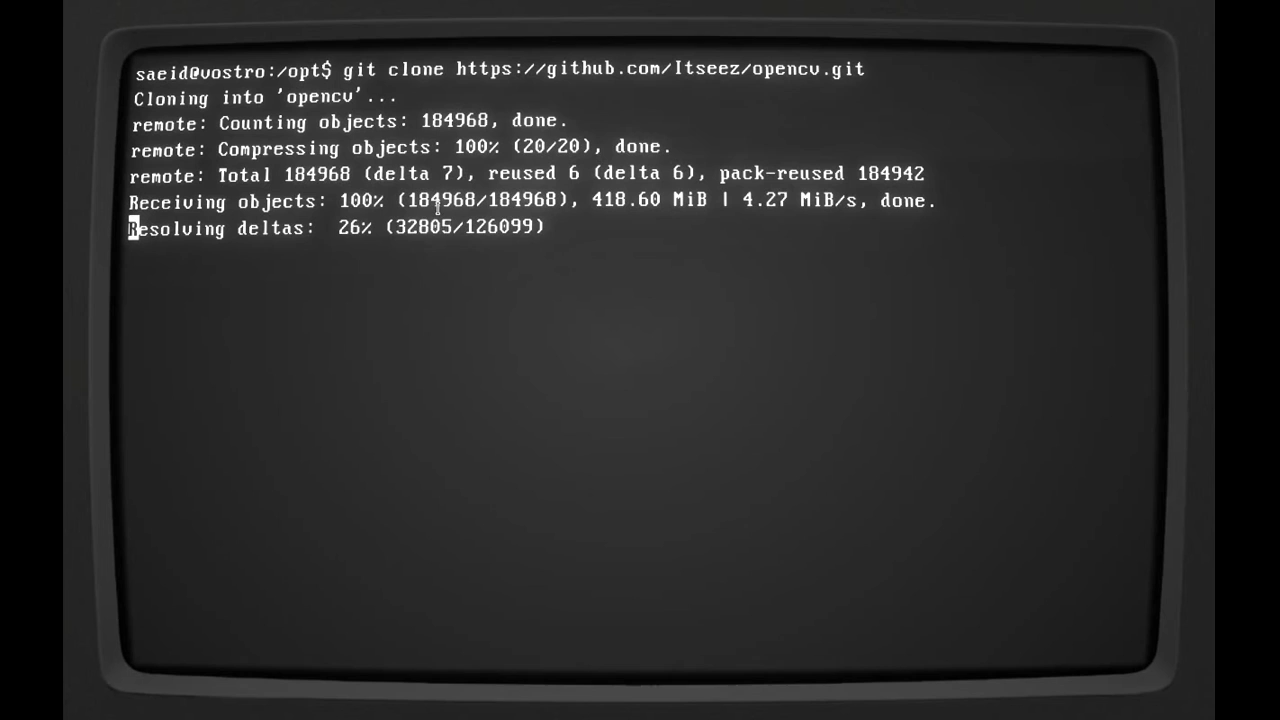 saeid@vostro:/opt$ git clone https://github.com/Itseez/opencv.git
Cloning into 'opencv'...
remote: Counting objects: 184968, done.
remote: Compressing objects: 100% (20/20), done.
remote: Total 184968 (delta 7), reused 6 (delta 6), pack-reused 184942
Receiving objects: 100% (184968/184968), 418.60 MiB | 4.27 MiB/s, done.
Resolving deltas:  26% (32805/126099)